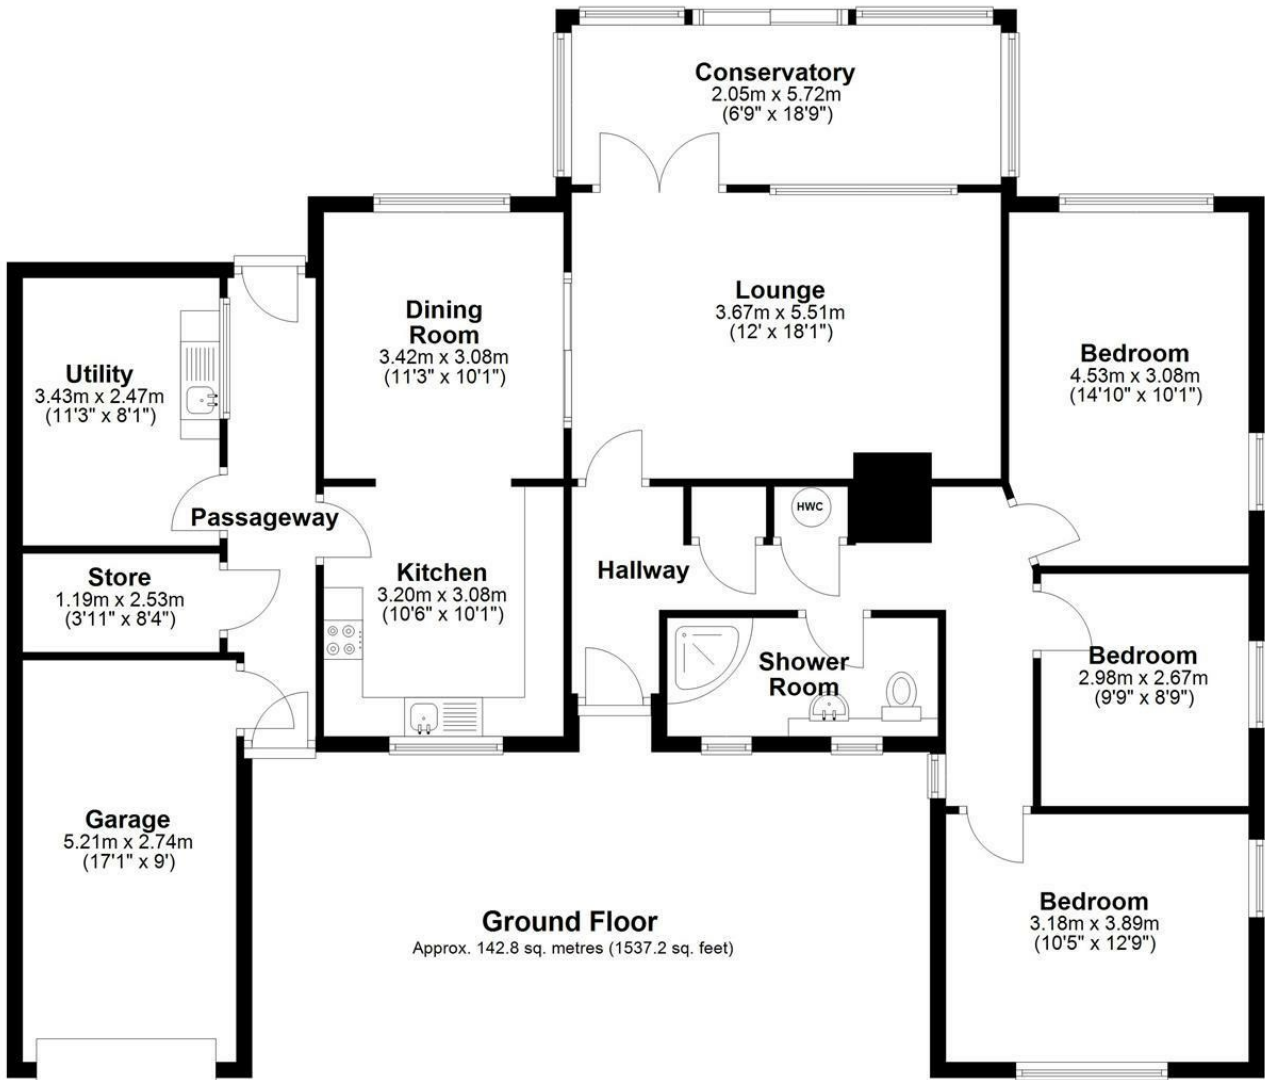 Conservatory
2.05m x 5.72m
(6'9" x 18'9")
Lounge
3.67m x 5.51m
(12' x 18'1")
Dining
Room
3.42m x 3.08m
(11'3" x 10'1")
Bedroom
4.53m x 3.08m
(14'10" x 10'1")
Utility
3.43m x 2.47m
(11'3" x 8'1")
Passageway
HWC
Store
1.19m x 2.53m
(3'11" x 8'4")
Kitchen
3.20m x 3.08m
(10'6" x 10'1")
Hallway
Shower
Room
Bedroom
2.98m x 2.67m
(9'9" x 8'9")
Garage
5.21m x 2.74m
(17'1" x 9')
Bedroom
3.18m x 3.89m
(10'5" x 12'9")
Ground Floor
Approx. 142.8 sq. metres (1537.2 sq. feet)